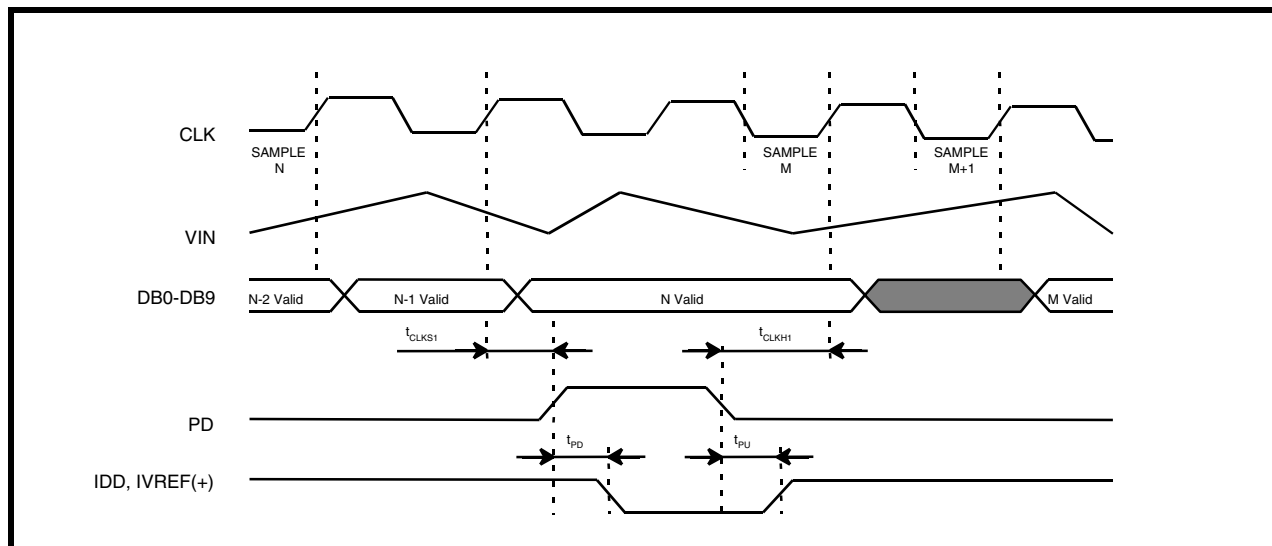 CLK
SAMPLE
N
SAMPLE
M
SAMPLE
M+1
VIN
DB0-DB9
N-2 Valid
N-1 Valid
N Valid
M Valid
tCLKS1
tCLKH1
PD
tPD
tPU
IDD, IVREF(+)